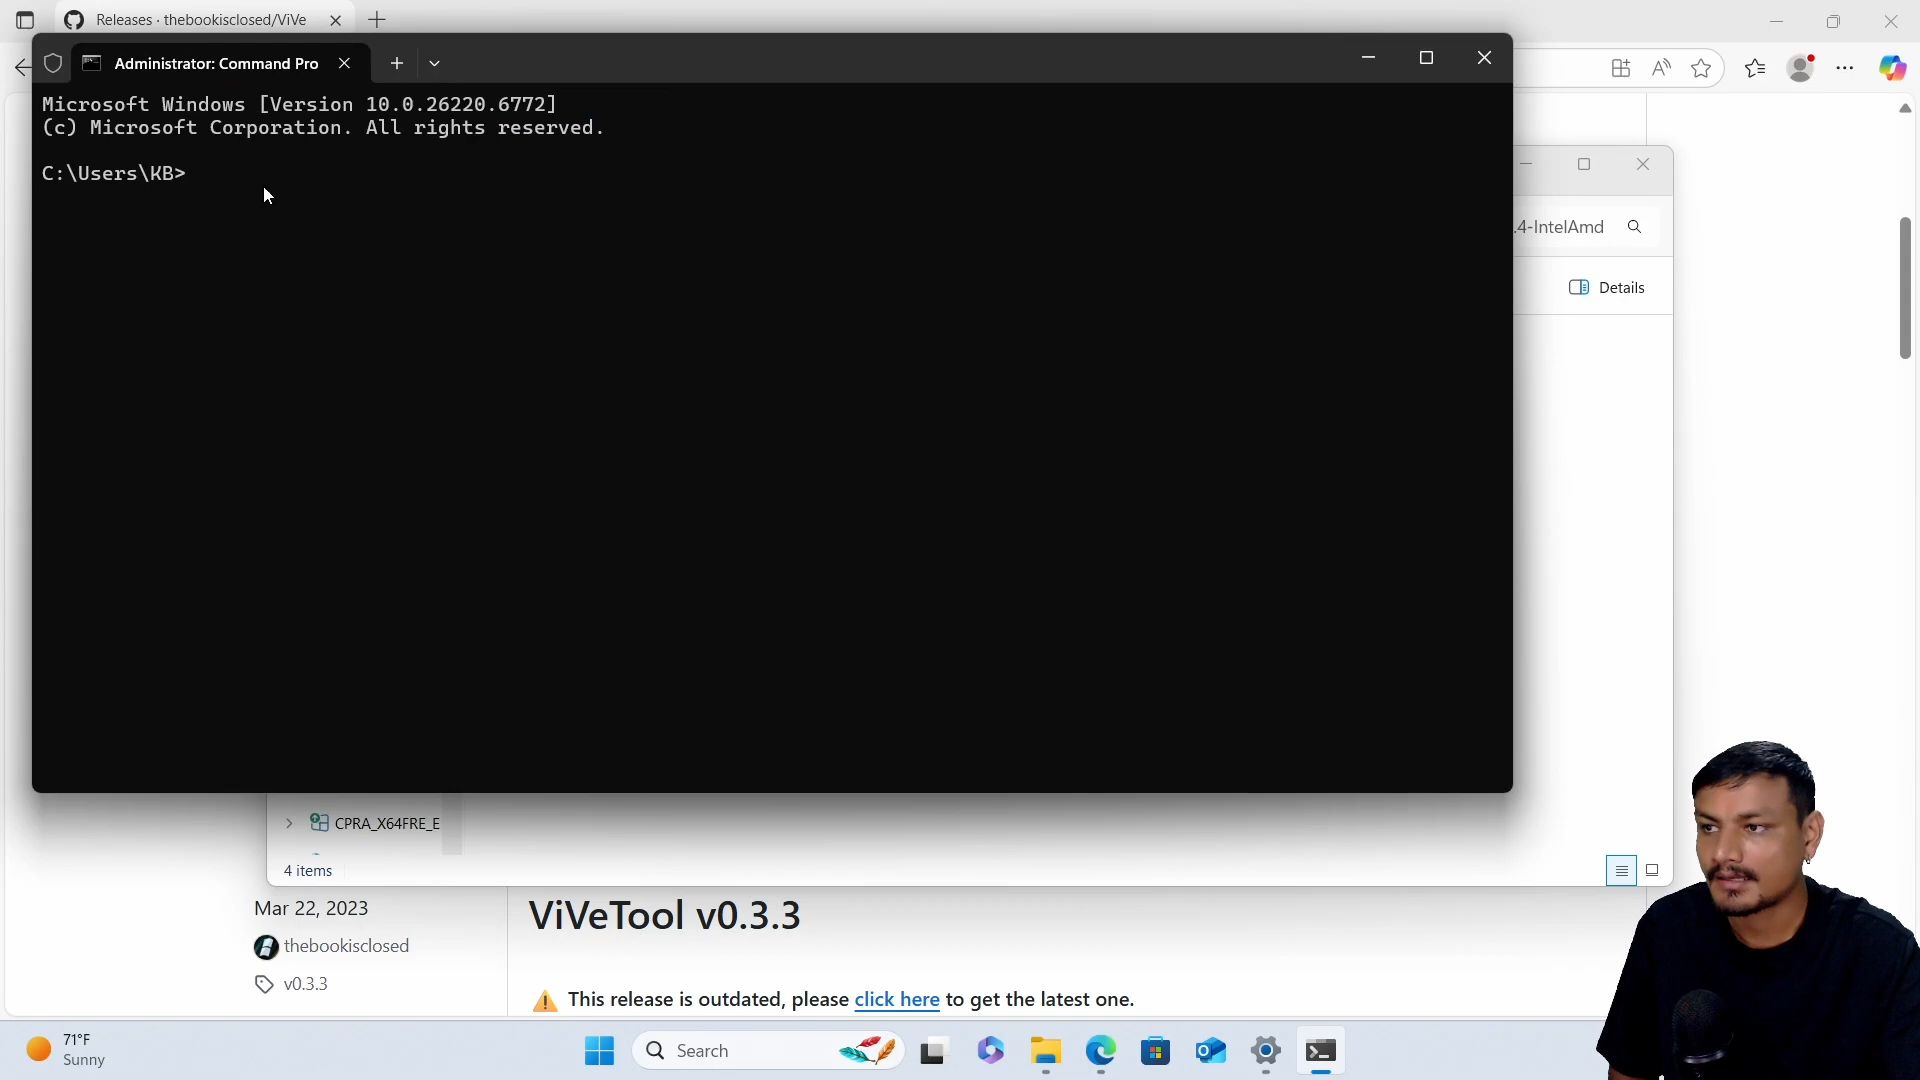 Releases · thebookisclosed/ViVe
Administrator: Command Pro
Microsoft Windows [Version 10.0.26220.6772]
(c) Microsoft Corporation. All rights reserved.
C:\Users\KB>
.4-IntelAmd
Details
CPRA_X64FRE_E
4 items
Mar 22, 2023
thebookisclosed
v0.3.3
ViVeTool v0.3.3
This release is outdated, please click here to get the latest one.
71°F
Sunny
Search